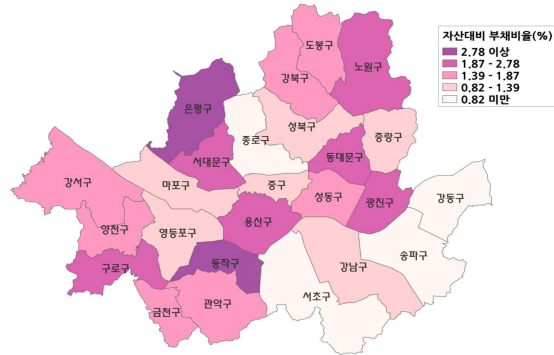 자산대비 부채비율(%)
2.78 이상
1.87 - 2.78
1.39 - 1.87
0.82 - 1.39
0.82 미만
도봉구
노원구
강북구
은평구
성북구
종로구
중랑구
동대문구
서대문구
강서구
마포구
중구
성동구
광진구
강동구
양천구
영등포구
용산구
송파구
구로구
동작구
강남구
서초구
금천구
관악구